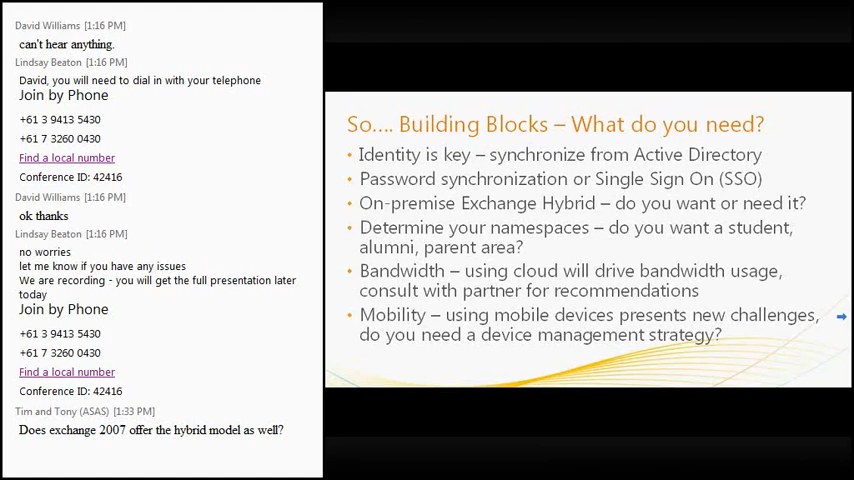 David Williams [1:16 PM]
can't hear anything.
Lindsay Beaton [1:16 PM]
David, you will need to dial in with your telephone
Join by Phone
+61 3 9413 5430
+61 7 3260 0430
Find a local number
Conference ID: 42416
David Williams [1:16 PM]
ok thanks
Lindsay Beaton [1:16 PM]
no worries
let me know if you have any issues
We are recording - you will get the full presentation later
today
Join by Phone
+61 3 9413 5430
+61 7 3260 0430
Find a local number
Conference ID: 42416
Tim and Tony (ASAS) [1:33 PM]
Does exchange 2007 offer the hybrid model as well?
So.... Building Blocks – What do you need?
• Identity is key – synchronize from Active Directory
• Password synchronization or Single Sign On (SSO)
• On-premise Exchange Hybrid – do you want or need it?
• Determine your namespaces – do you want a student,
alumni, parent area?
• Bandwidth – using cloud will drive bandwidth usage,
consult with partner for recommendations
• Mobility – using mobile devices presents new challenges,
do you need a device management strategy?